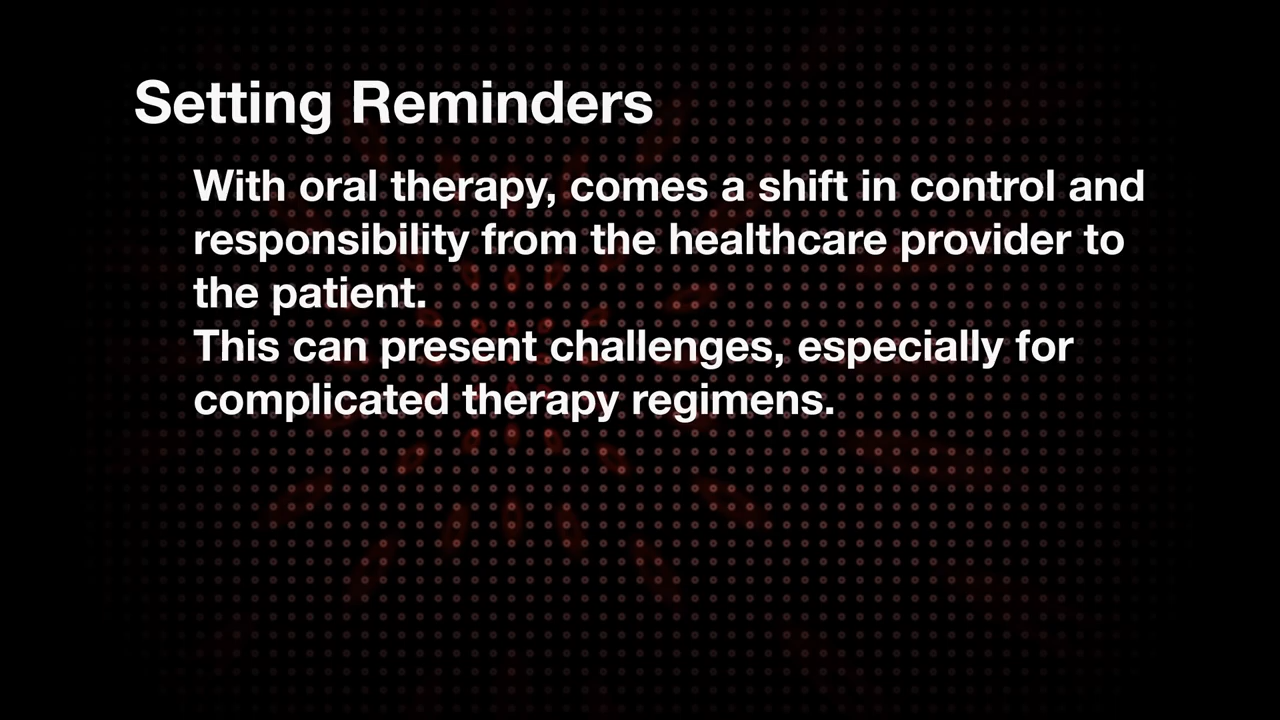 Setting Reminders
With oral therapy, comes a shift in control and
responsibility from the healthcare provider to
the patient.
This can present challenges, especially for
complicated therapy regimens.